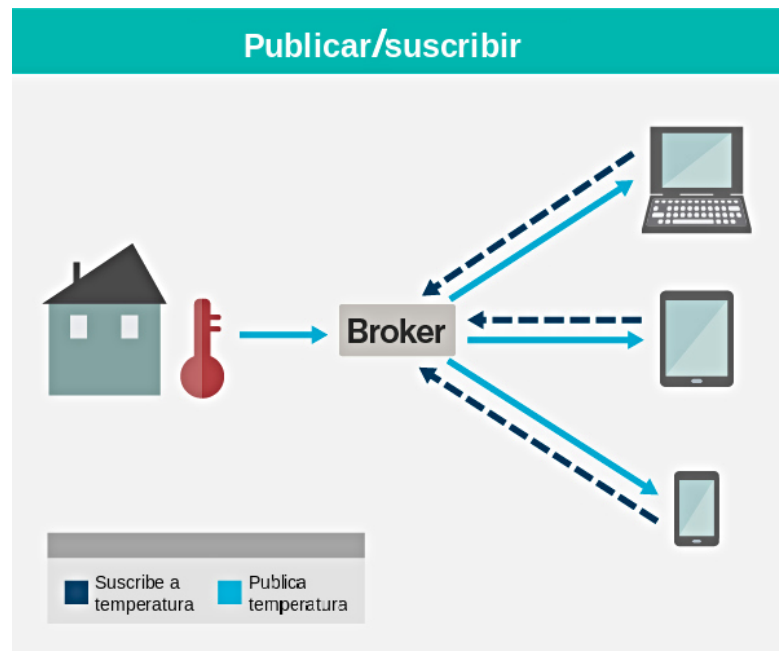 Publicar/suscribir
Broker
Suscribe a
temperatura
Publica
temperatura